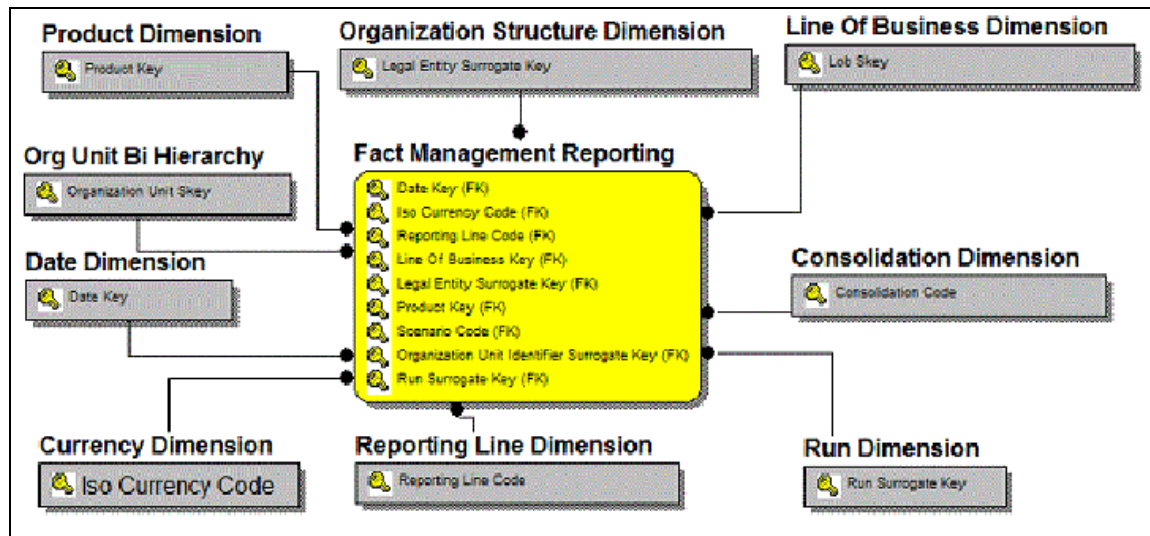 Product Dimension
Product Key
Organization Structure Dimension
Legal Entity Surrogate Key
Line Of Business Dimension
Lob Skey
Org Unit Bi Hierarchy
Organization Unit Skey
Fact Management Reporting
Date Key (FK)
Iso Currency Code (FK)
Reporting Line Code (FK)
Line Of Business Key (FK)
Legal Entity Surrogate Key (FK)
Product Key (FK)
Scenario Code (FK)
Organization Unit Identifier Surrogate Key (FK)
Run Surrogate Key (FK)
Date Dimension
Date Key
Consolidation Dimension
Consolidation Code
Currency Dimension
Iso Currency Code
Reporting Line Dimension
Reporting Line Code
Run Dimension
Run Surrogate Key